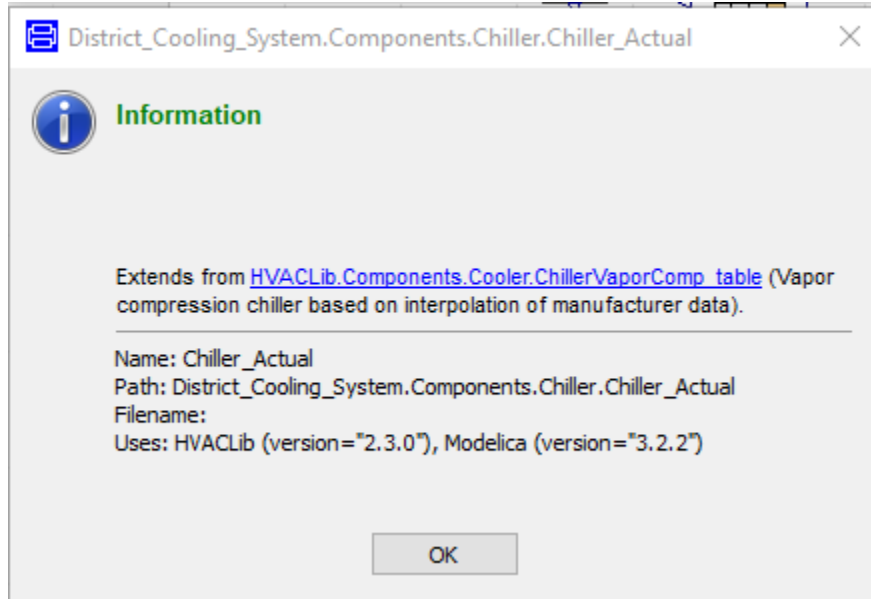 District_Cooling_System.Components.Chiller.Chiller_Actual
Information
Extends from HVACLib.Components.Cooler.ChillerVaporComp_table (Vapor
compression chiller based on interpolation of manufacturer data).
Name: Chiller_Actual
Path: District_Cooling_System.Components.Chiller.Chiller_Actual
Filename:
Uses: HVACLib (version="2.3.0"), Modelica (version="3.2.2")
OK